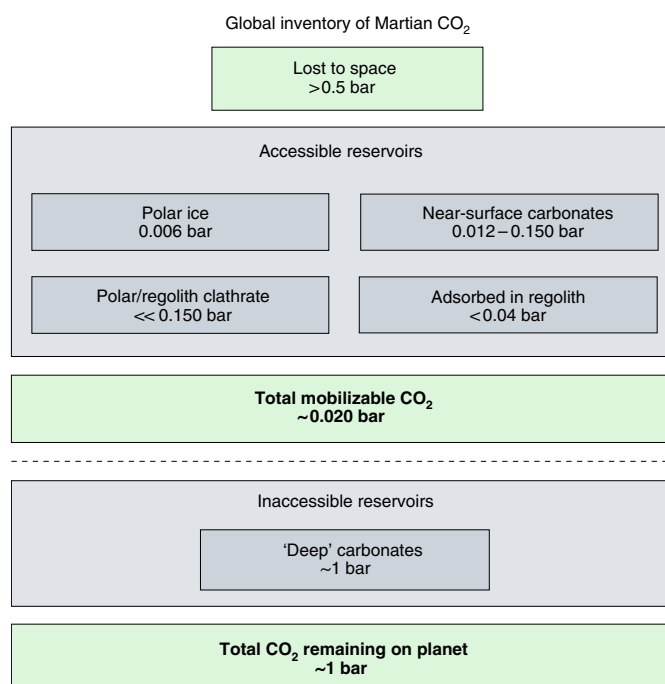 Global inventory of Martian CO₂
Lost to space
>0.5 bar
Accessible reservoirs
Polar ice
0.006 bar
Near-surface carbonates
0.012–0.150 bar
Polar/regolith clathrate
<< 0.150 bar
Adsorbed in regolith
<0.04 bar
Total mobilizable CO₂
~0.020 bar
Inaccessible reservoirs
‘Deep’ carbonates
~1 bar
Total CO₂ remaining on planet
~1 bar